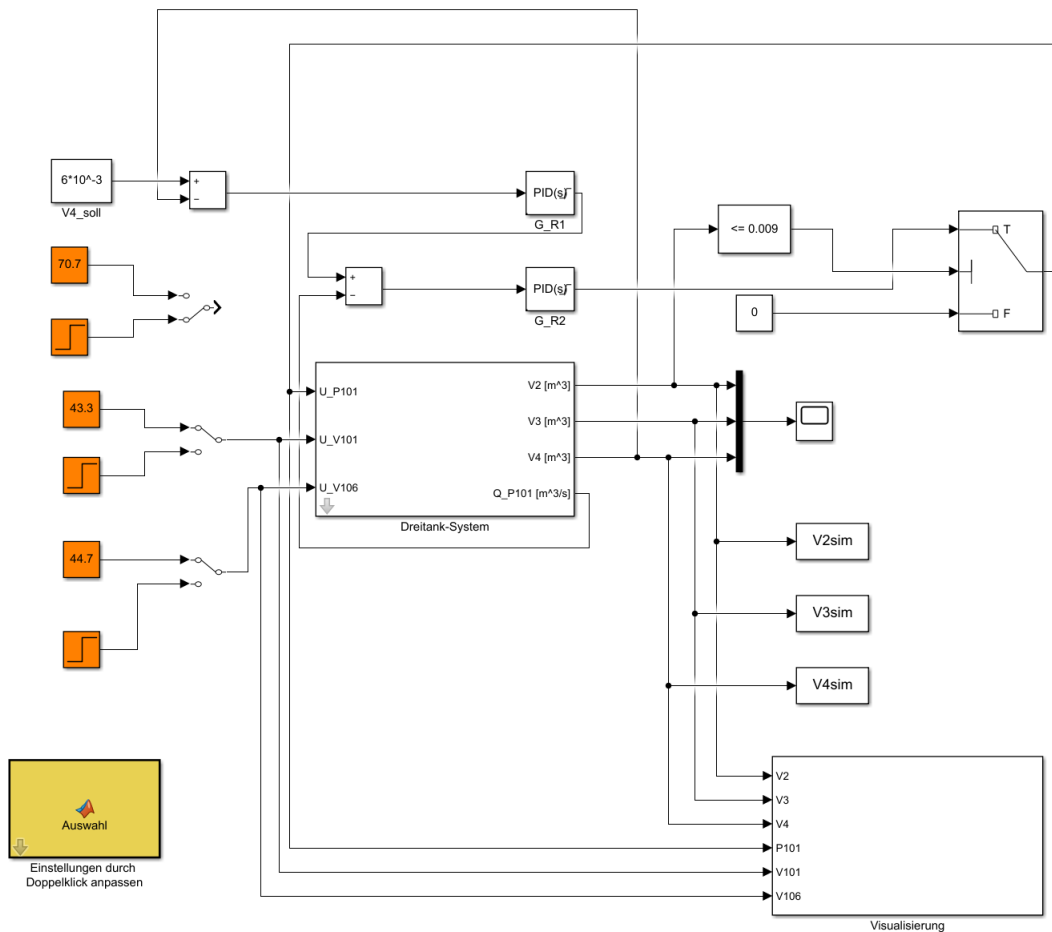 6*10^-3
V4_soll
+
−
PID(s)
G_R1
70.7
+
−
PID(s)
G_R2
<= 0.009
0
T
F
43.3
44.7
U_P101
U_V101
U_V106
V2 [m^3]
V3 [m^3]
V4 [m^3]
Q_P101 [m^3/s]
Dreitank-System
V2sim
V3sim
V4sim
Auswahl
Einstellungen durch
Doppelklick anpassen
V2
V3
V4
P101
V101
V106
Visualisierung